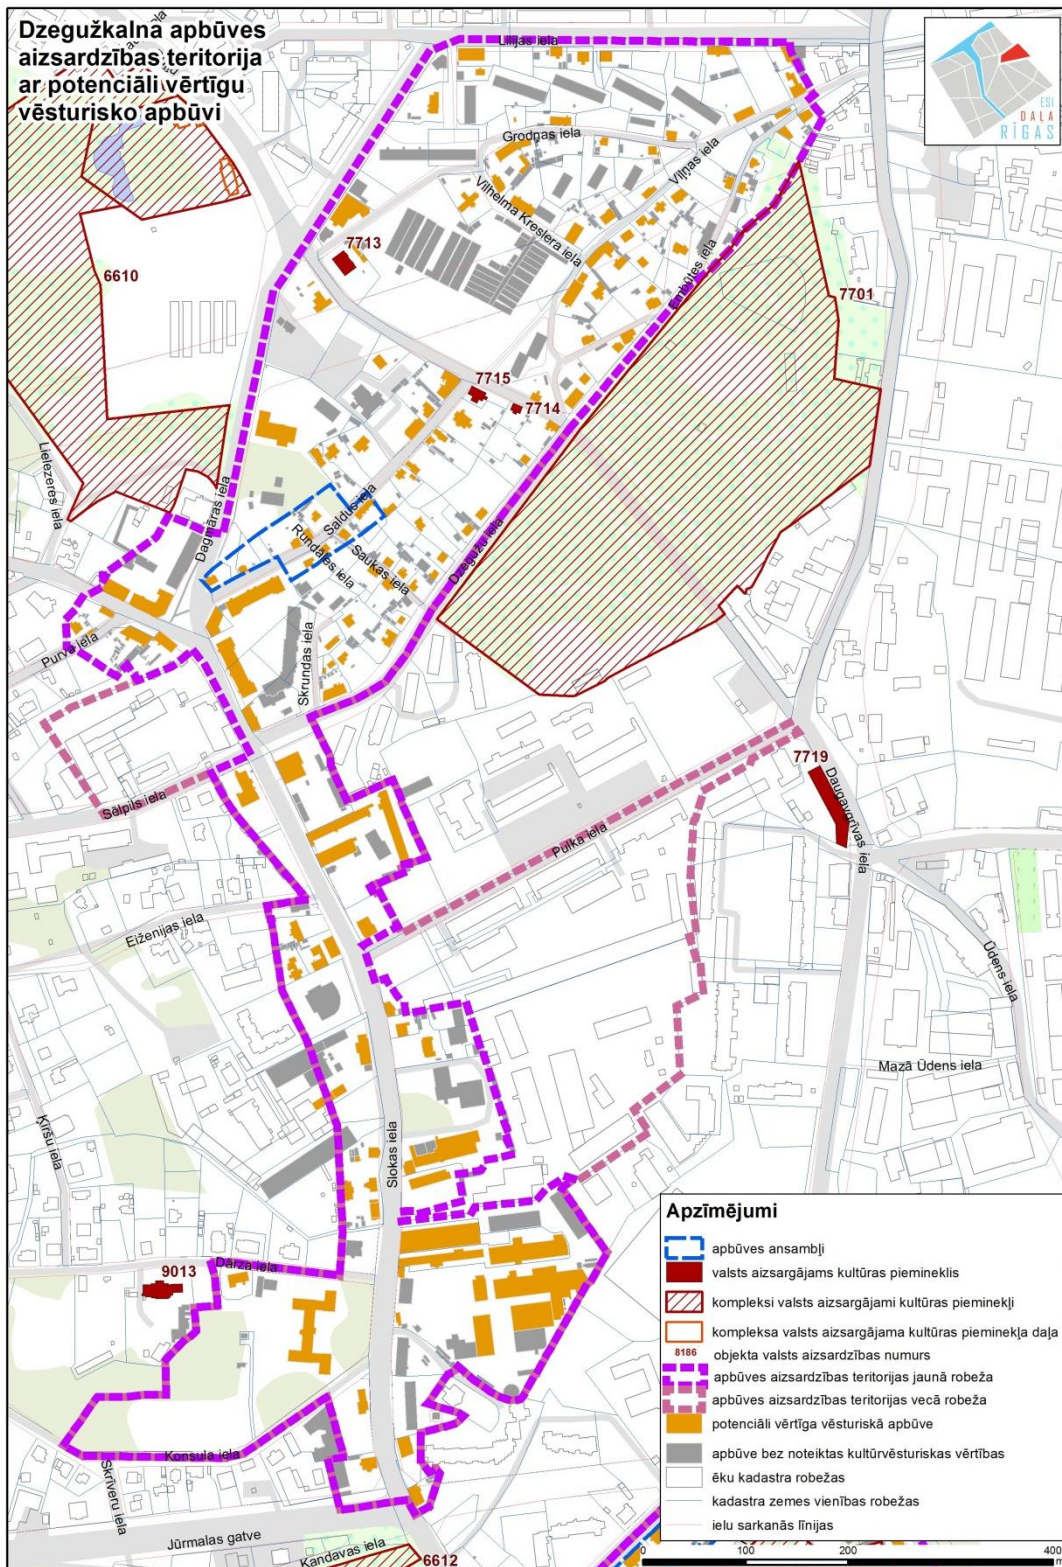 Dzegužkalna apbūves
aizsardzības teritorija
ar potenciāli vērtīgu
vēsturisko apbūvi
ESI
DAĻA
RĪGAS
Lilijas iela
Grodņas iela
Viļņas iela
Vilhelma Kreslera iela
7713
Embūtes iela
6610
7701
7715
7714
Lielezeres iela
Dagmāras iela
Saldus iela
Rundāles iela
Saukas iela
Dzegužu iela
Purva iela
Skrundas iela
7719
Daugavgrīvas iela
Sēlpils iela
Puļka iela
Eiženijas iela
Ūdens iela
Mazā Ūdens iela
Ķiršu iela
Slokas iela
9013
Dārza iela
Konsula iela
Skrīveru iela
Jūrmalas gatve
Kandavas iela
6612
Apzīmējumi
apbūves ansambļi
valsts aizsargājams kultūras piemineklis
kompleksi valsts aizsargājami kultūras pieminekļi
kompleksa valsts aizsargājama kultūras pieminekļa daļa
8186 objekta valsts aizsardzības numurs
apbūves aizsardzības teritorijas jaunā robeža
apbūves aizsardzības teritorijas vecā robeža
potenciāli vērtīga vēsturiskā apbūve
apbūve bez noteiktas kultūrvēsturiskas vērtības
ēku kadastra robežas
kadastra zemes vienības robežas
ielu sarkanās līnijas
0 100 200 400